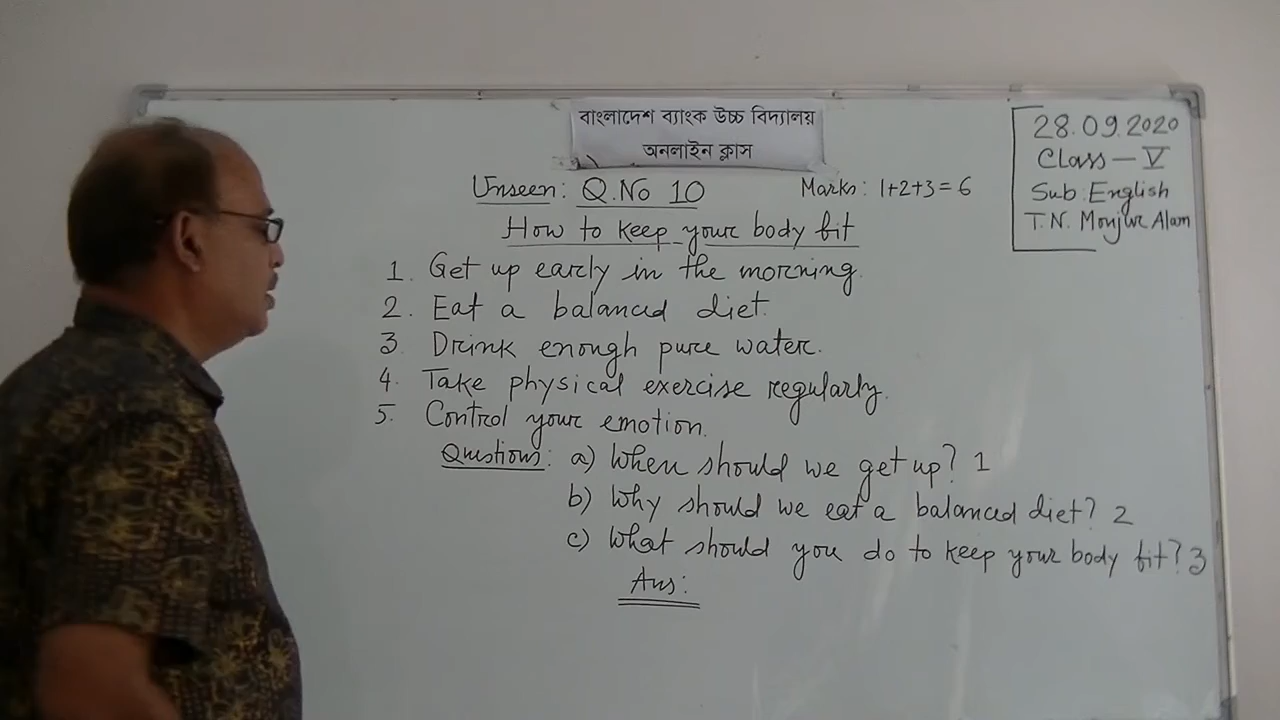 বাংলাদেশ ব্যাংক উচ্চ বিদ্যালয়
অনলাইন ক্লাস
28.09.2020
Class – V
Sub: English
T.N. Monjur Alam
Unseen: Q.No 10 Marks: 1+2+3=6
How to keep your body fit
1. Get up early in the morning.
2. Eat a balanced diet.
3. Drink enough pure water.
4. Take physical exercise regularly.
5. Control your emotion.
Questions: a) When should we get up? 1
b) Why should we eat a balanced diet? 2
c) What should you do to keep your body fit? 3
Ans: